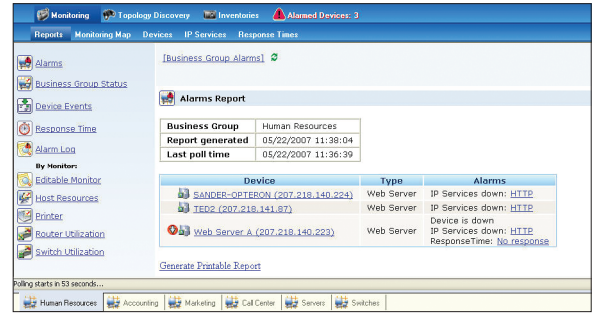 Monitoring Topology Discovery Inventories Alarmed Devices: 3
Reports Monitoring Map Devices IP Services Response Times
Alarms
Business Group Status
Device Events
Response Time
Alarm Log
By Monitor:
Editable Monitor
Host Resources
Printer
Router Utilization
Switch Utilization
[Business Group Alarms]
Alarms Report
Business Group Human Resources
Report generated 05/22/2007 11:38:04
Last poll time 05/22/2007 11:36:39
Device Type Alarms
SANDER-OPTERON (207.218.140.224) Web Server IP Services down: HTTP
TED2 (207.218.141.87) Web Server IP Services down: HTTP
Web Server A (207.218.140.223) Web Server Device is down
IP Services down: HTTP
ResponseTime: No response
Generate Printable Report
Polling starts in 53 seconds...
Human Resources Accounting Marketing Call Center Servers Switches